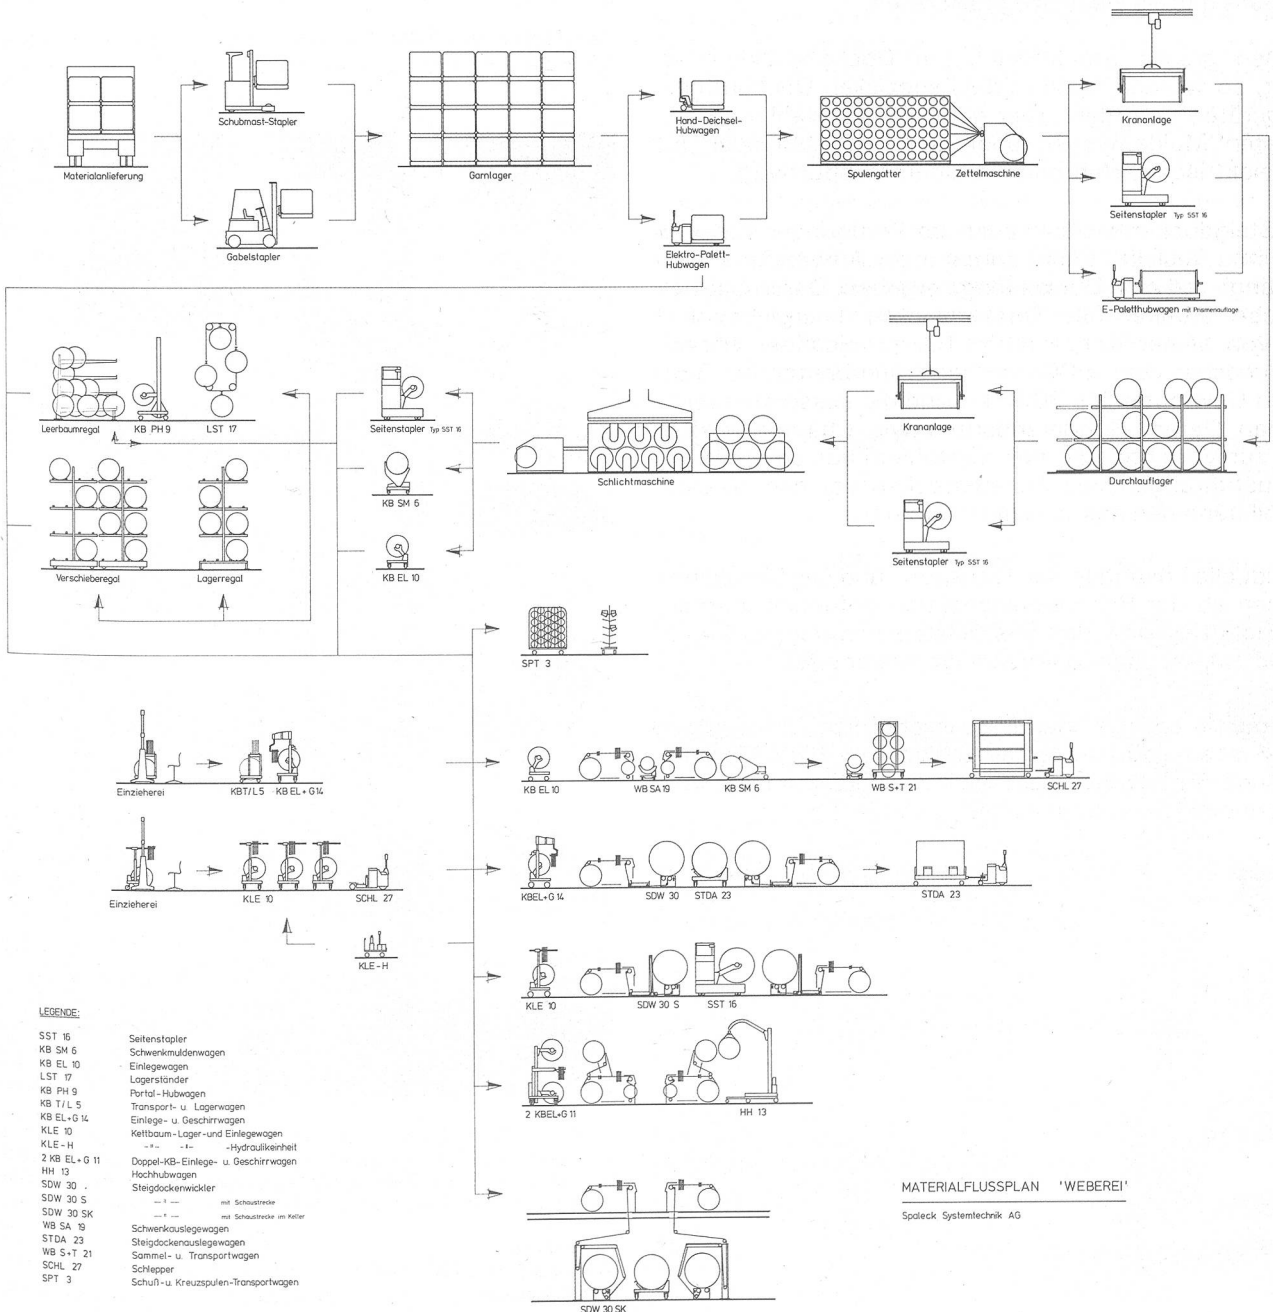 Schubmast-Stapler
Materialanlieferung
Gabelstapler
Garnlager
Hand-Deichsel-
Hubwagen
Elektro-Palett-
Hubwagen
Spulengatter
Zettelmaschine
Krananlage
Seitenstapler Typ SST 16
E-Paletthubwagen mit Prismenauflage
Leerbaumregal
KB PH 9
LST 17
Seitenstapler Typ SST 16
KB SM 6
KB EL 10
Schlichtmaschine
Krananlage
Seitenstapler Typ SST 16
Durchlauflager
Verschieberegal
Lagerregal
SPT 3
Einzieherei
KBT/L5
KB EL+G14
KB EL 10
WB SA19
KB SM 6
WB S+T 21
SCHL 27
Einzieherei
KLE 10
SCHL 27
KBEL+G 14
SDW 30
STDA 23
STDA 23
KLE-H
KLE 10
SDW 30 S
SST 16
2 KBEL+G 11
HH 13
SDW 30 SK
LEGENDE:
SST 16 Seitenstapler
KB SM 6 Schwenkmuldenwagen
KB EL 10 Einlegewagen
LST 17 Lagerständer
KB PH 9 Portal-Hubwagen
KB T/L 5 Transport- u. Lagerwagen
KB EL+G 14 Einlege- u. Geschirrwagen
KLE 10 Kettbaum-Lager-und Einlegewagen
KLE-H -"- -"- -Hydraulikeinheit
2 KB EL+G 11 Doppel-KB-Einlege- u. Geschirrwagen
HH 13 Hochhubwagen
SDW 30 Steigdockenwickler
SDW 30 S -"- mit Schaustrecke
SDW 30 SK -"- mit Schaustrecke im Keller
WB SA 19 Schwenkauslegewagen
STDA 23 Steigdockenauslegewagen
WB S+T 21 Sammel- u. Transportwagen
SCHL 27 Schlepper
SPT 3 Schuß-u. Kreuzspulen-Transportwagen
MATERIALFLUSSPLAN 'WEBEREI'
Spaleck Systemtechnik AG